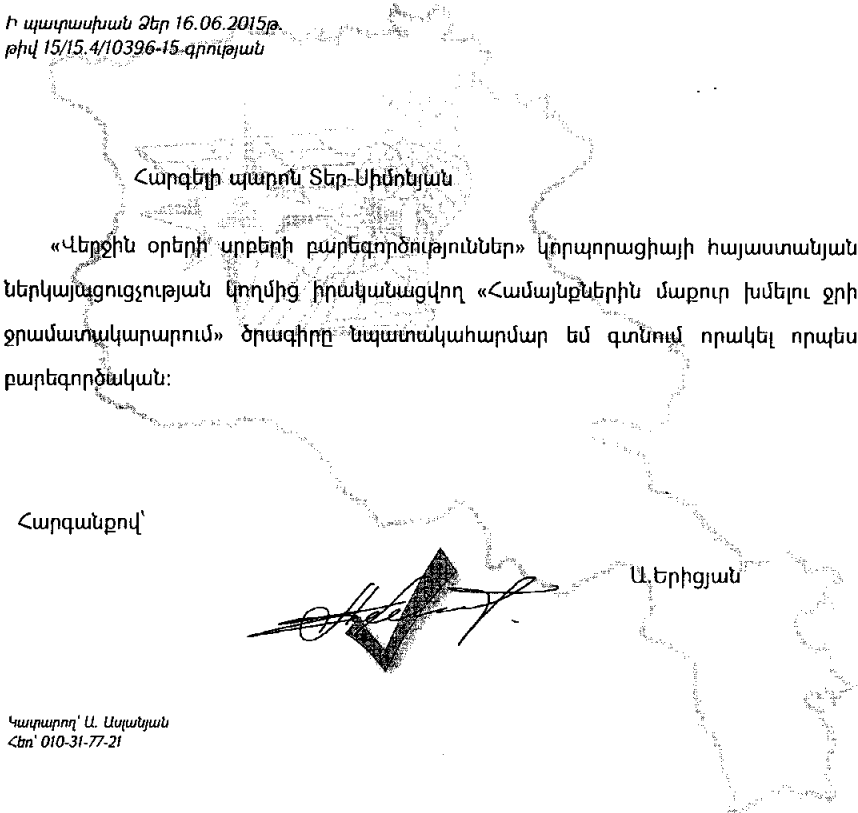 Ի պատասխան Ձեր 16.06.2015թ.
թիվ 15/15.4/10396-15 գրության
Հարգելի պարոն Տեր-Սիմոնյան
«Վերջին օրերի սրբերի բարեգործություններ» կորպորացիայի հայաստանյան
ներկայացուցչության կողմից իրականացվող «Համայնքներին մաքուր խմելու ջրի
ջրամատակարարում» ծրագիրը նպատակահարմար եմ գտնում որակել որպես
բարեգործական:
Հարգանքով՝
Ա.Երիցյան
Կատարող՝ Ա. Ասլանյան
Հեռ՝ 010-31-77-21